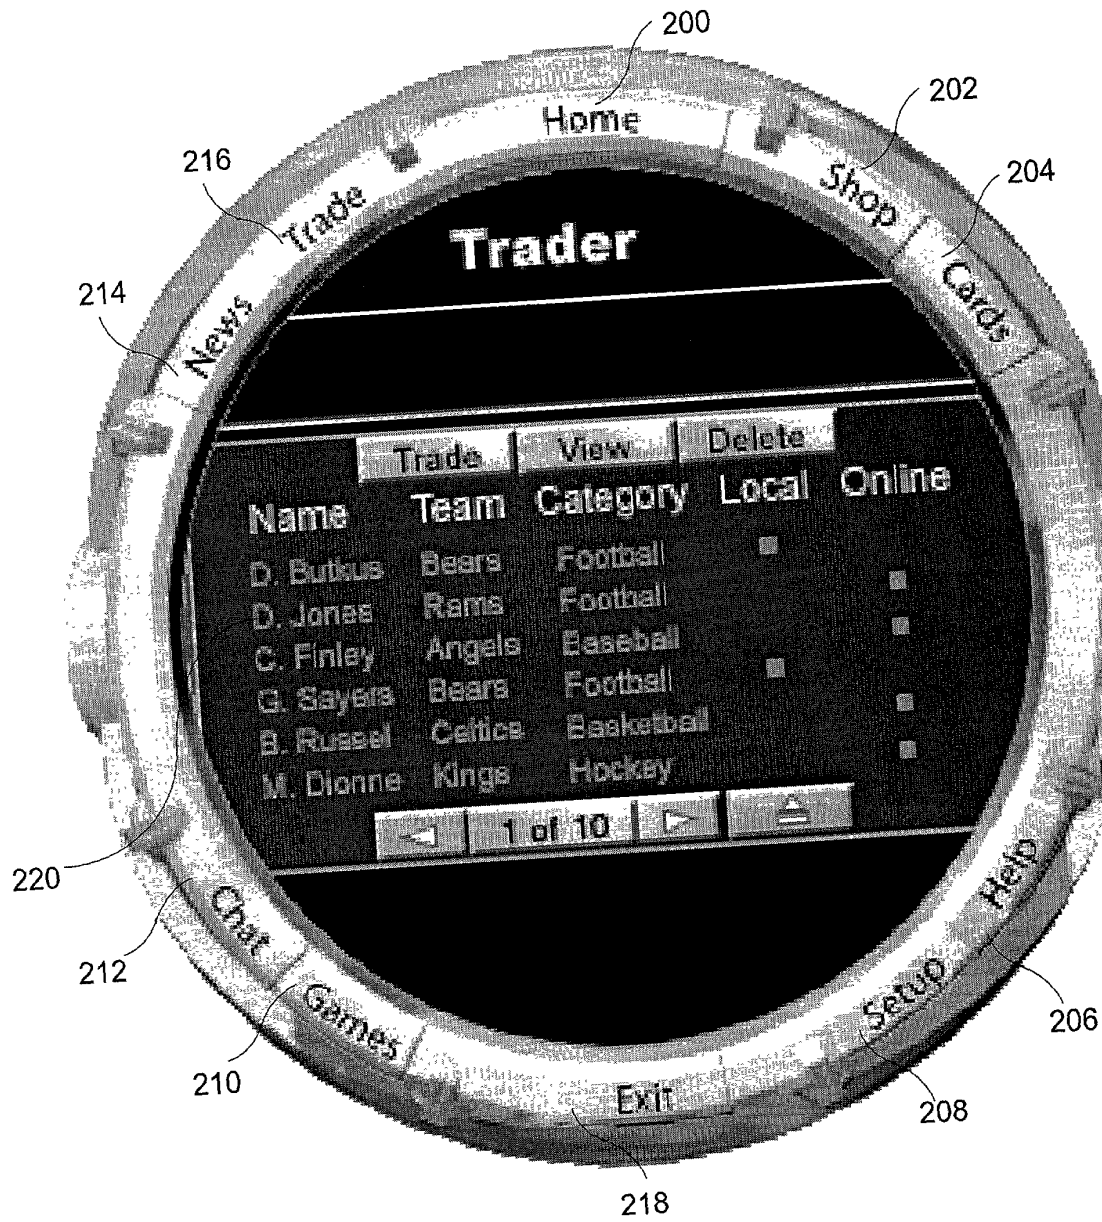 200
Home
202
Shop
216
Trade
204
Cards
Trader
214
News
Trade View Delete
Name Team Category Local Online
D. Butkus Bears Football
D. Jones Rams Football
C. Finley Angels Baseball
G. Sayers Bears Football
B. Russel Celtics Basketball
M. Dionne Kings Hockey
1 of 10
220
Chat
212
Help
Games
Setup
206
210
Exit
208
218